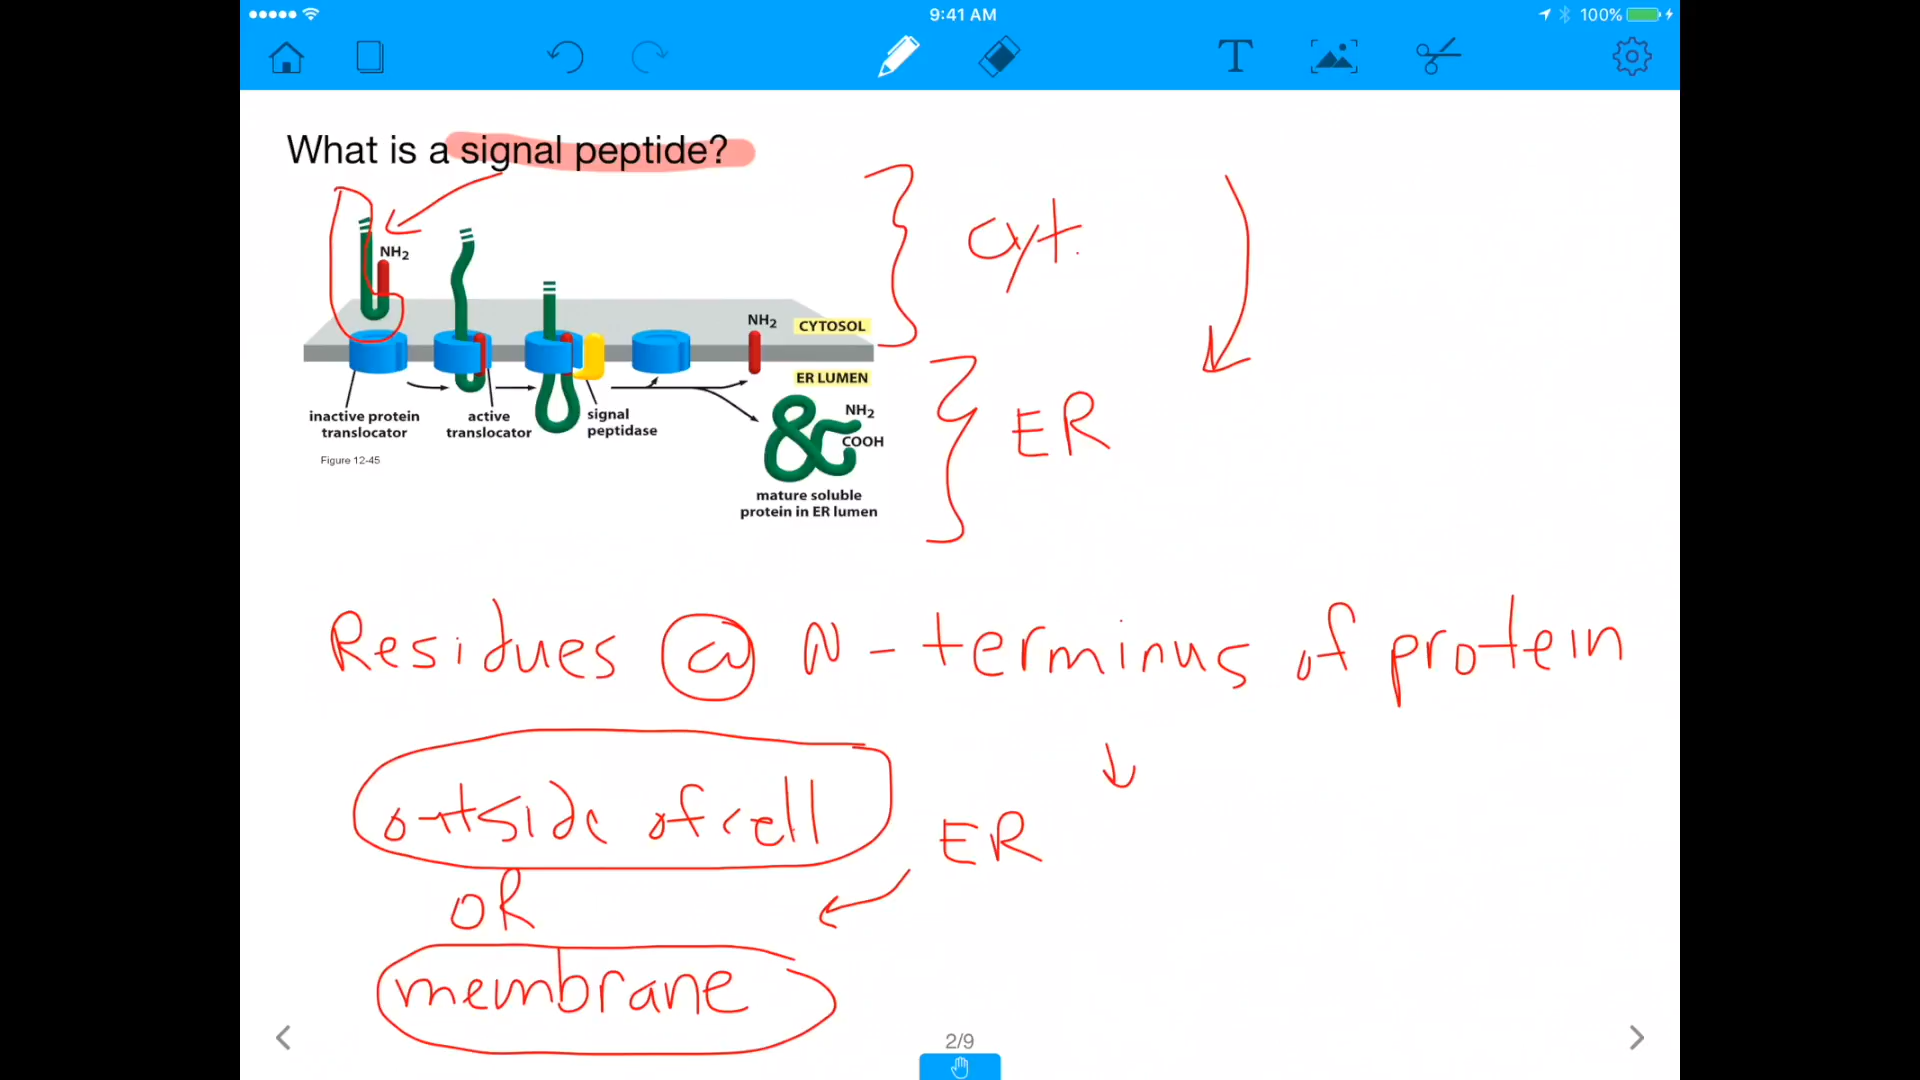 9:41 AM
100%
T
What is a signal peptide?
cyt.
NH2
NH2
CYTOSOL
ER LUMEN
ER
inactive protein
translocator
active
translocator
signal
peptidase
NH2
COOH
Figure 12-45
mature soluble
protein in ER lumen
Residues @ N-terminus of protein
outside of cell
ER
OR
membrane
2/9